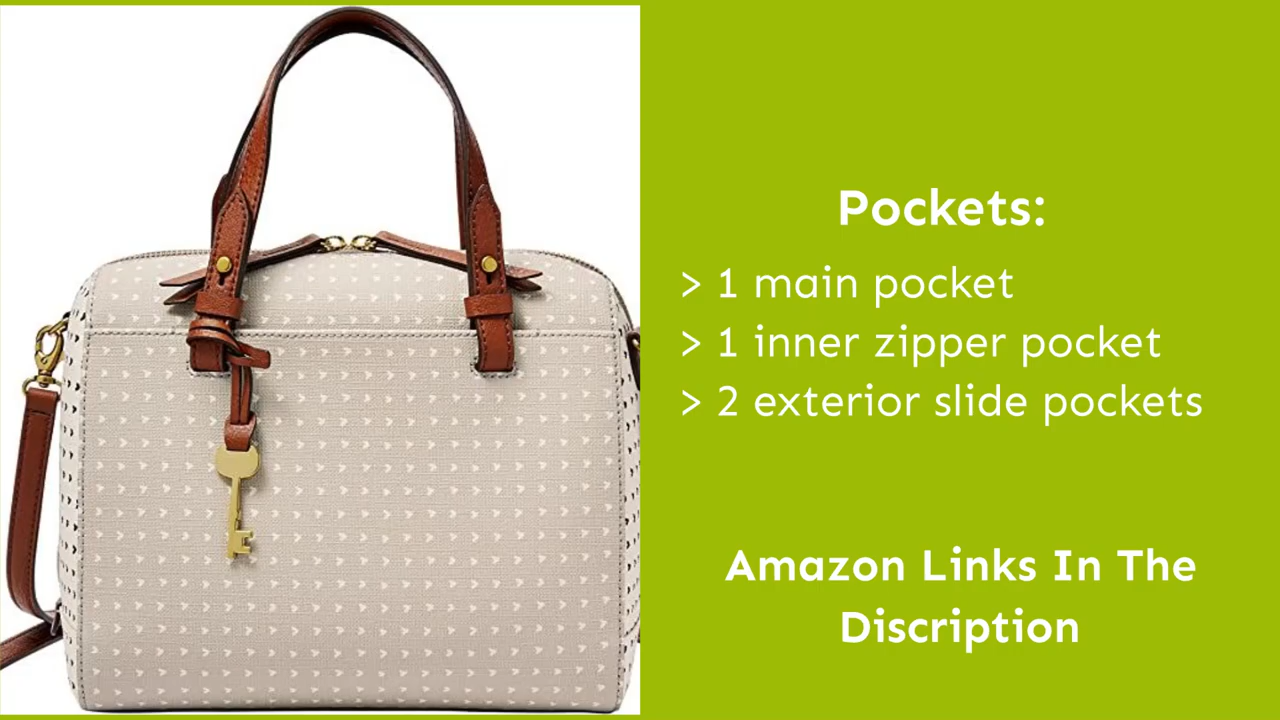 Pockets:
> 1 main pocket
> 1 inner zipper pocket
> 2 exterior slide pockets
Amazon Links In The
Discription